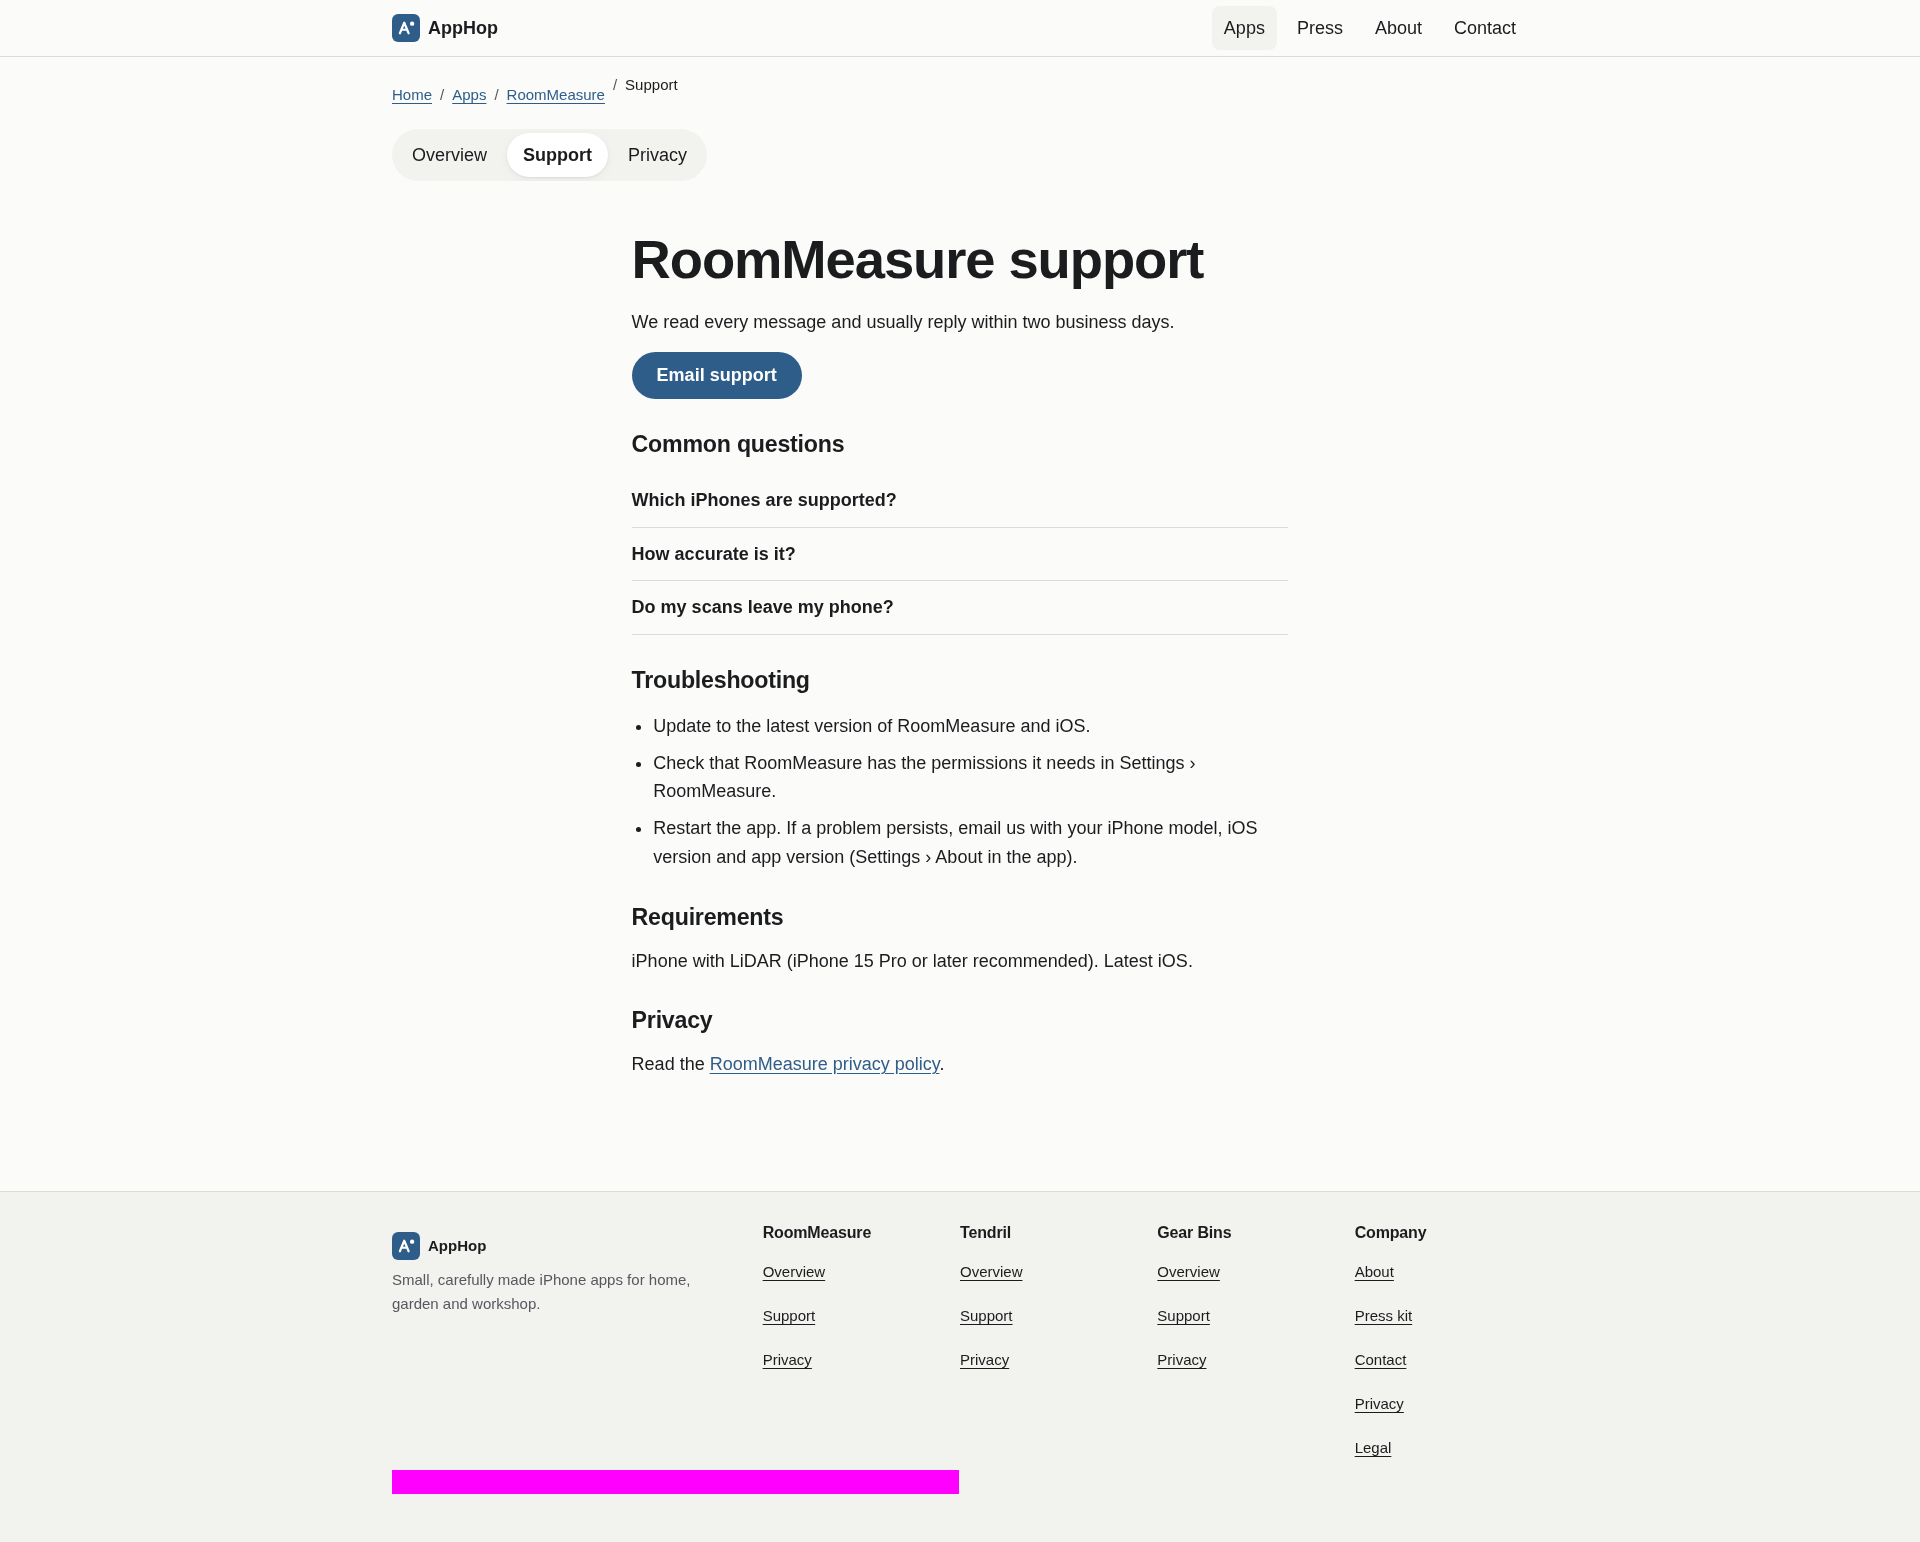 AppHop
Apps Press About Contact
Home / Apps / RoomMeasure / Support
Overview Support Privacy
RoomMeasure support
We read every message and usually reply within two business days.
Email support
Common questions
Which iPhones are supported?
How accurate is it?
Do my scans leave my phone?
Troubleshooting
• Update to the latest version of RoomMeasure and iOS.
• Check that RoomMeasure has the permissions it needs in Settings ›
RoomMeasure.
• Restart the app. If a problem persists, email us with your iPhone model, iOS
version and app version (Settings › About in the app).
Requirements
iPhone with LiDAR (iPhone 15 Pro or later recommended). Latest iOS.
Privacy
Read the RoomMeasure privacy policy.
AppHop
Small, carefully made iPhone apps for home,
garden and workshop.
RoomMeasure
Overview
Support
Privacy
Tendril
Overview
Support
Privacy
Gear Bins
Overview
Support
Privacy
Company
About
Press kit
Contact
Privacy
Legal